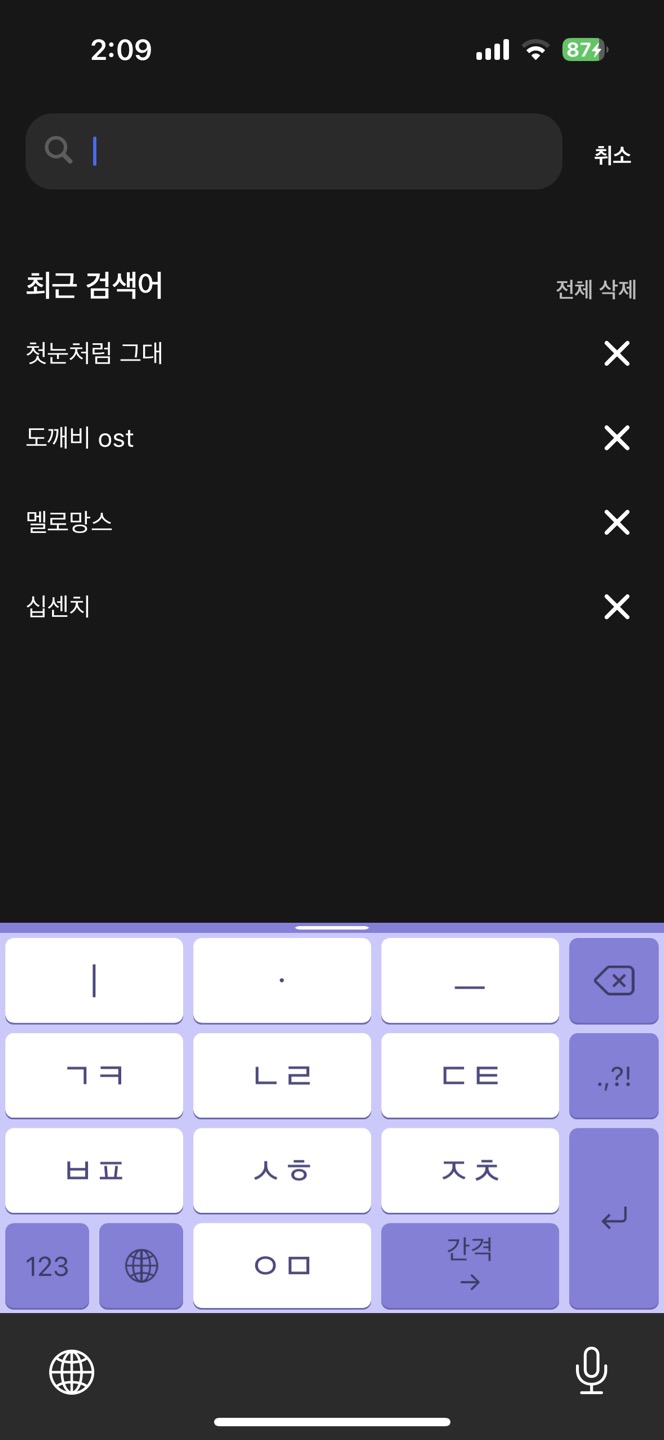 2:09
87
취소
최근 검색어
전체 삭제
첫눈처럼 그대
도깨비 ost
멜로망스
십센치
ㅣ · ㅡ
ㄱㅋ ㄴㄹ ㄷㅌ .,?!
ㅂㅍ ㅅㅎ ㅈㅊ
123 ㅇㅁ 간격
→